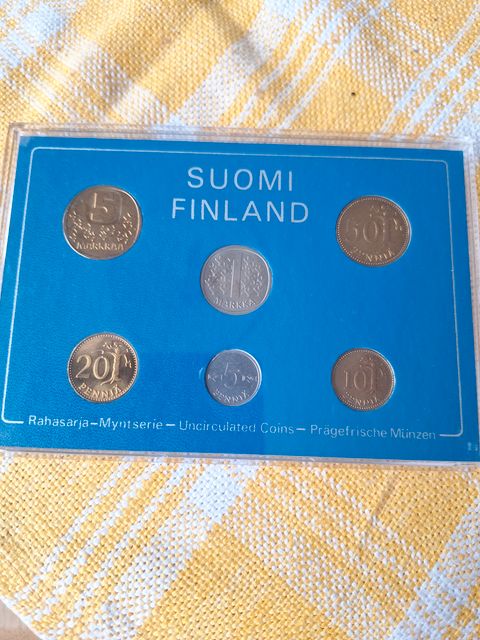 SUOMI
FINLAND
5
MARKKAA
50
PENNIÄ
1
MARKKA
20
PENNIÄ
5
PENNIÄ
10
PENNIÄ
Rahasarja – Myntserie – Uncirculated Coins – Prägefrische Münzen